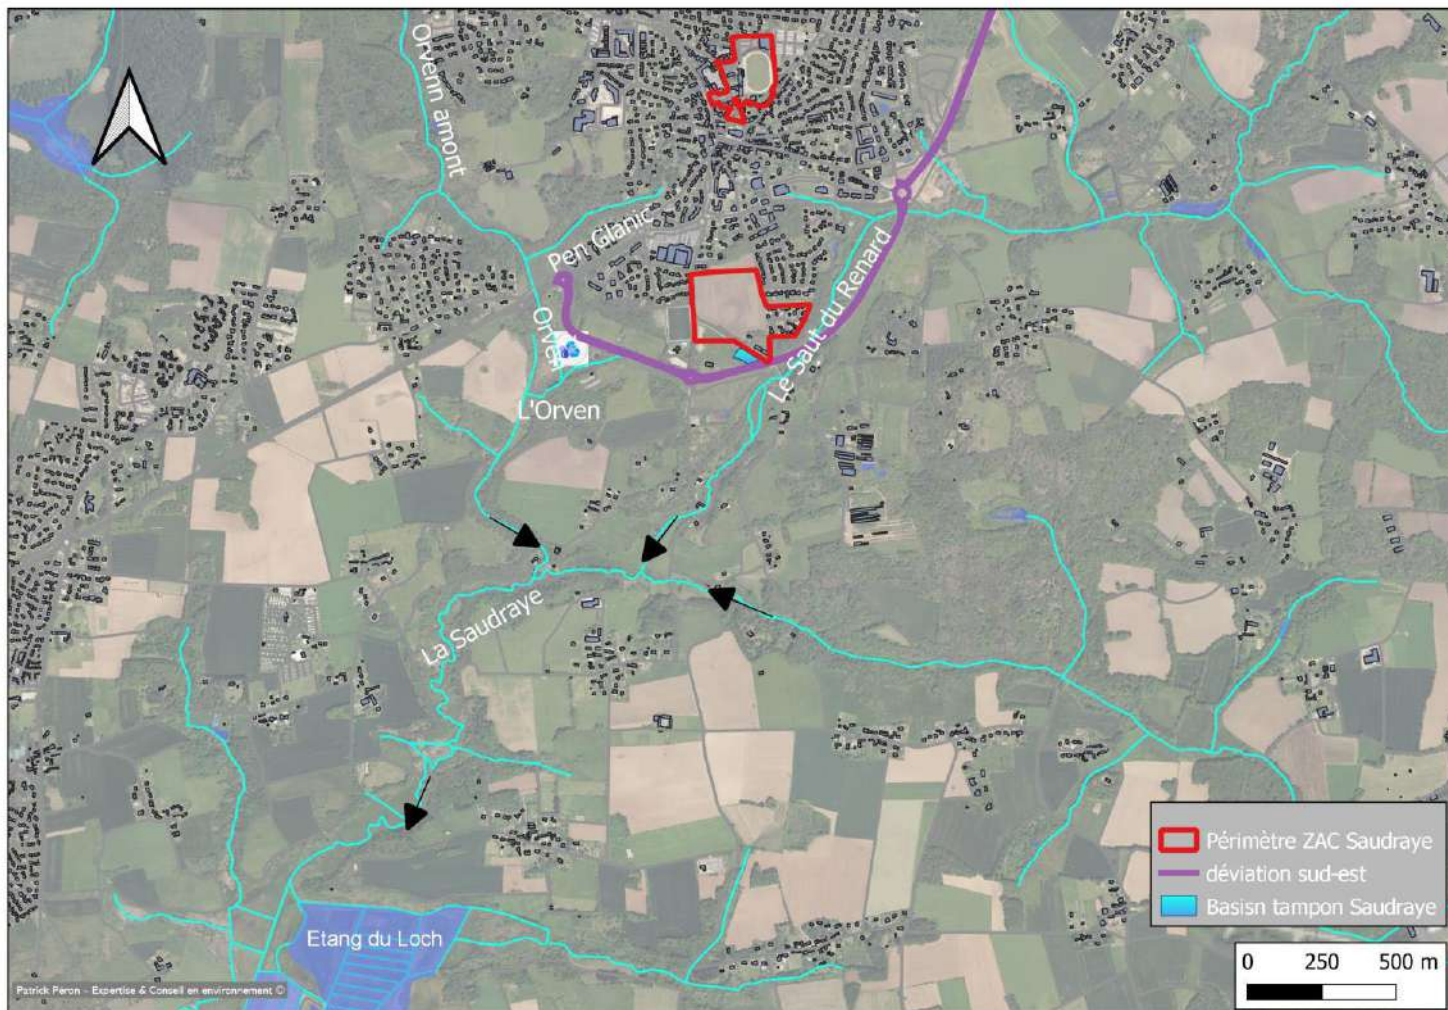 Orvenn amont
Pen Glanic
Orven
Le Saut du Renard
L'Orven
La Saudraye
Périmètre ZAC Saudraye
déviation sud-est
Basisn tampon Saudraye
Etang du Loch
0 250 500 m
Patrick Peron - Expertise & Conseil en environnement ©